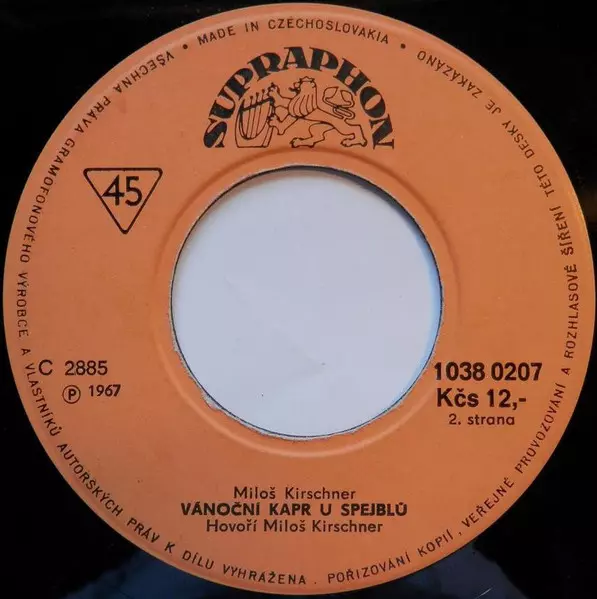 VŠECHNA PRÁVA GRAMOFONOVÉHO VÝROBCE A VLASTNÍKŮ AUTORSKÝCH PRÁV K DÍLU VYHRAŽENA. POŘIZOVÁNÍ KOPIÍ, VEŘEJNÉ PROVOZOVÁNÍ A ROZHLASOVÉ ŠÍŘENÍ TÉTO DESKY JE ZAKÁZÁNO
• MADE IN CZECHOSLOVAKIA •
SUPRAPHON
45
C 2885
Ⓟ 1967
1038 0207
Kčs 12,-
2. strana
Miloš Kirschner
VÁNOČNÍ KAPR U SPEJBLŮ
Hovoří Miloš Kirschner